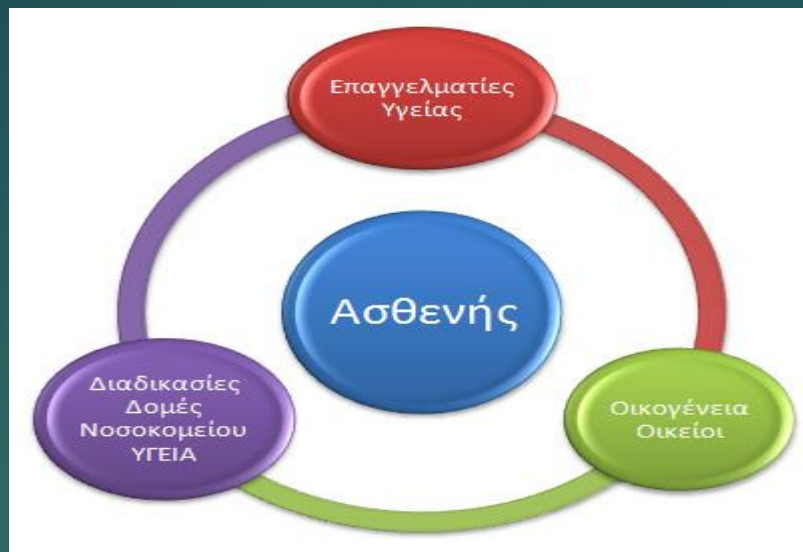 Επαγγελματίες
Υγείας
Ασθενής
Διαδικασίες
Δομές
Νοσοκομείου
ΥΓΕΙΑ
Οικογένεια
Οικείοι